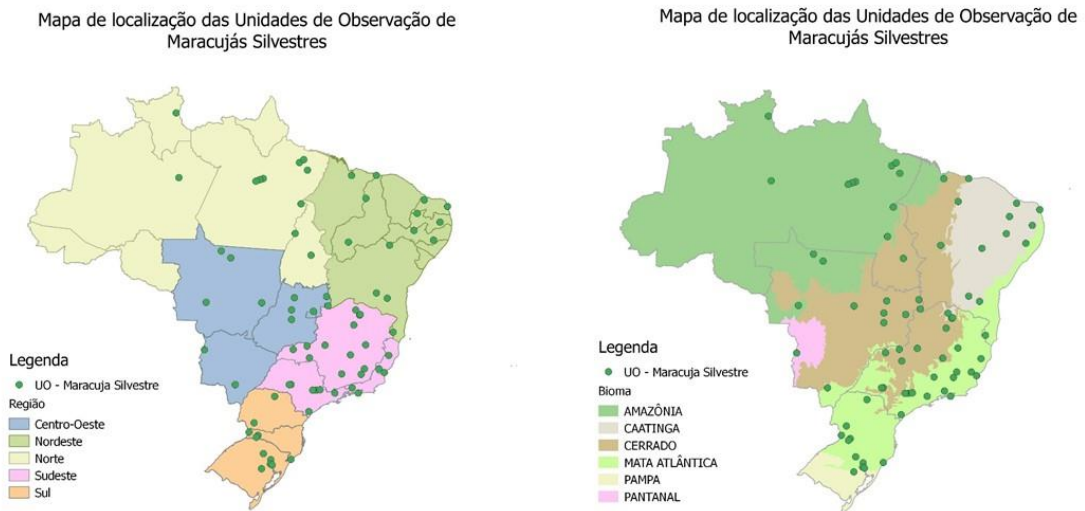 Mapa de localização das Unidades de Observação de
Maracujás Silvestres
Legenda
UO - Maracuja Silvestre
Região
Centro-Oeste
Nordeste
Norte
Sudeste
Sul
Mapa de localização das Unidades de Observação de
Maracujás Silvestres
Legenda
UO - Maracuja Silvestre
Bioma
AMAZÔNIA
CAATINGA
CERRADO
MATA ATLÂNTICA
PAMPA
PANTANAL